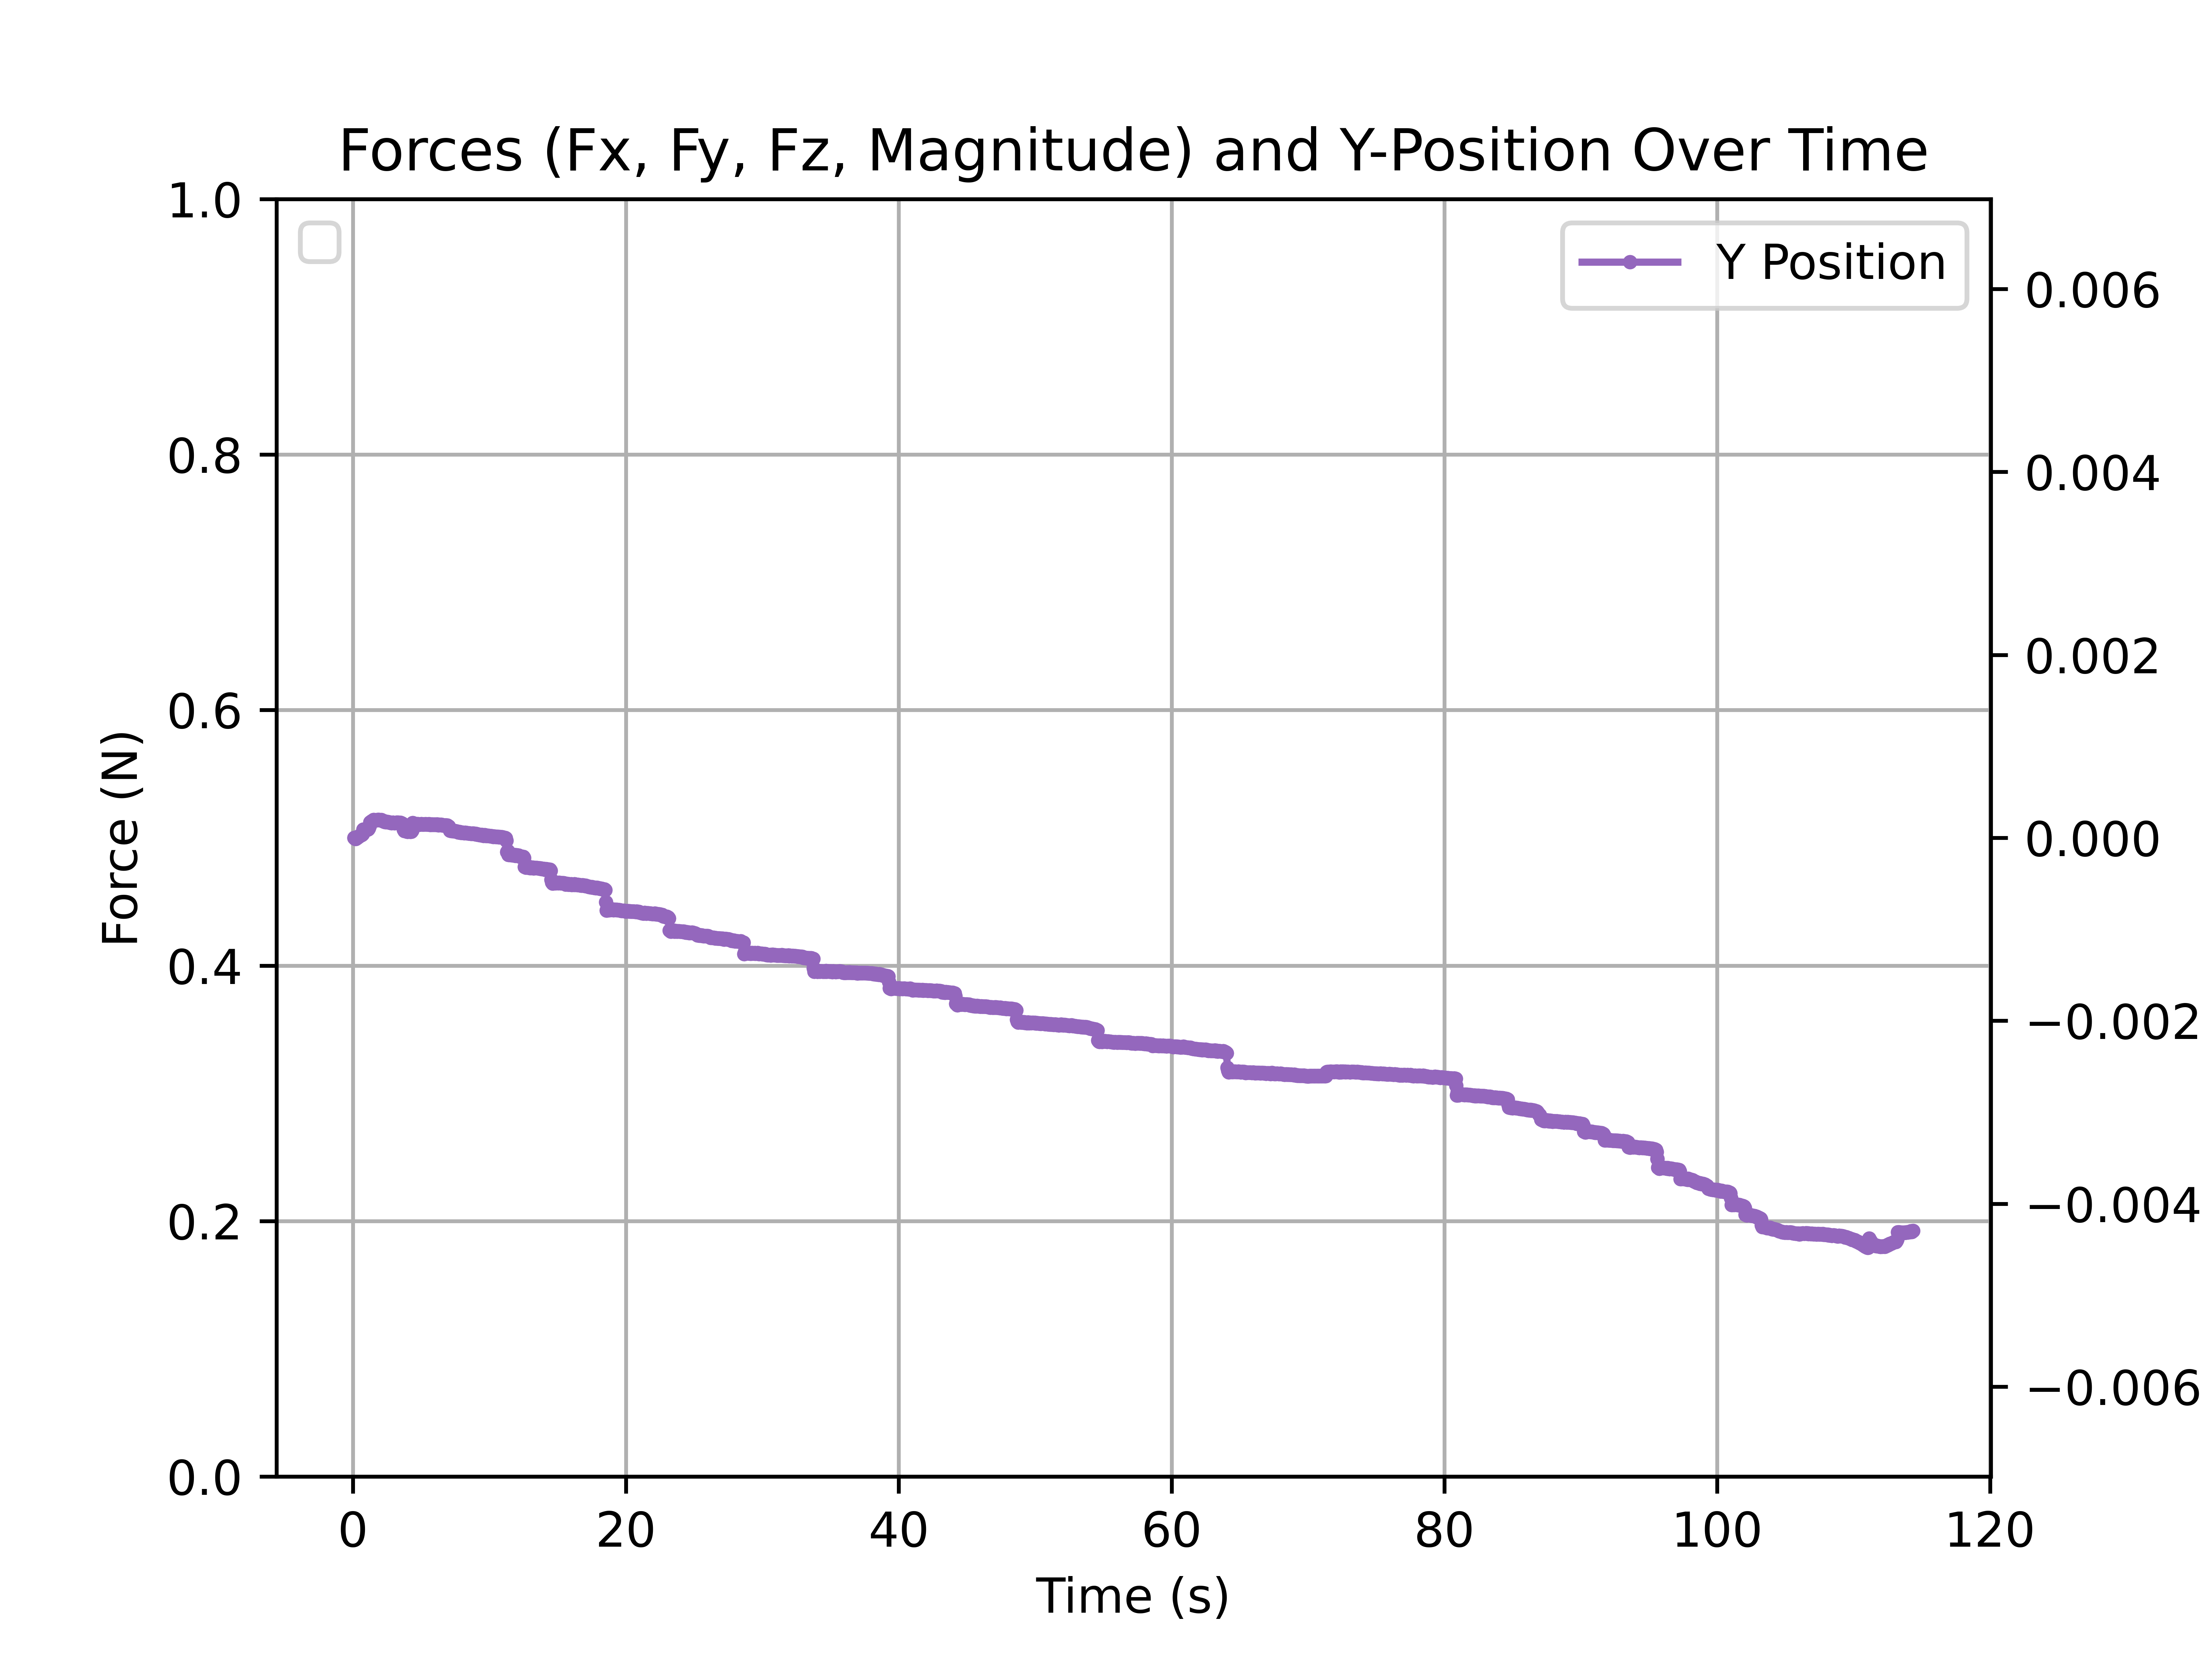 Forces (Fx, Fy, Fz, Magnitude) and Y-Position Over Time
1.0
0.8
0.6
0.4
0.2
0.0
Force (N)
Y Position
0.006
0.004
0.002
0.000
−0.002
−0.004
−0.006
0 20 40 60 80 100 120
Time (s)